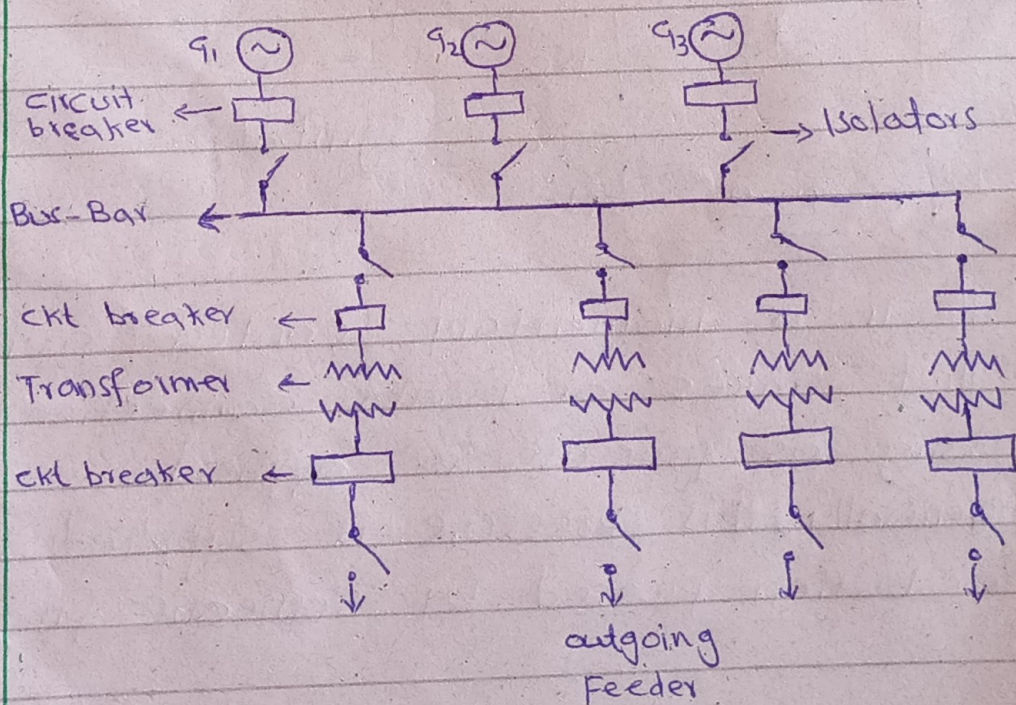 G1
G2
G3
circuit
breaker
Isolators
Bus-Bar
ckt breaker
Transformer
ckt breaker
outgoing
Feeder